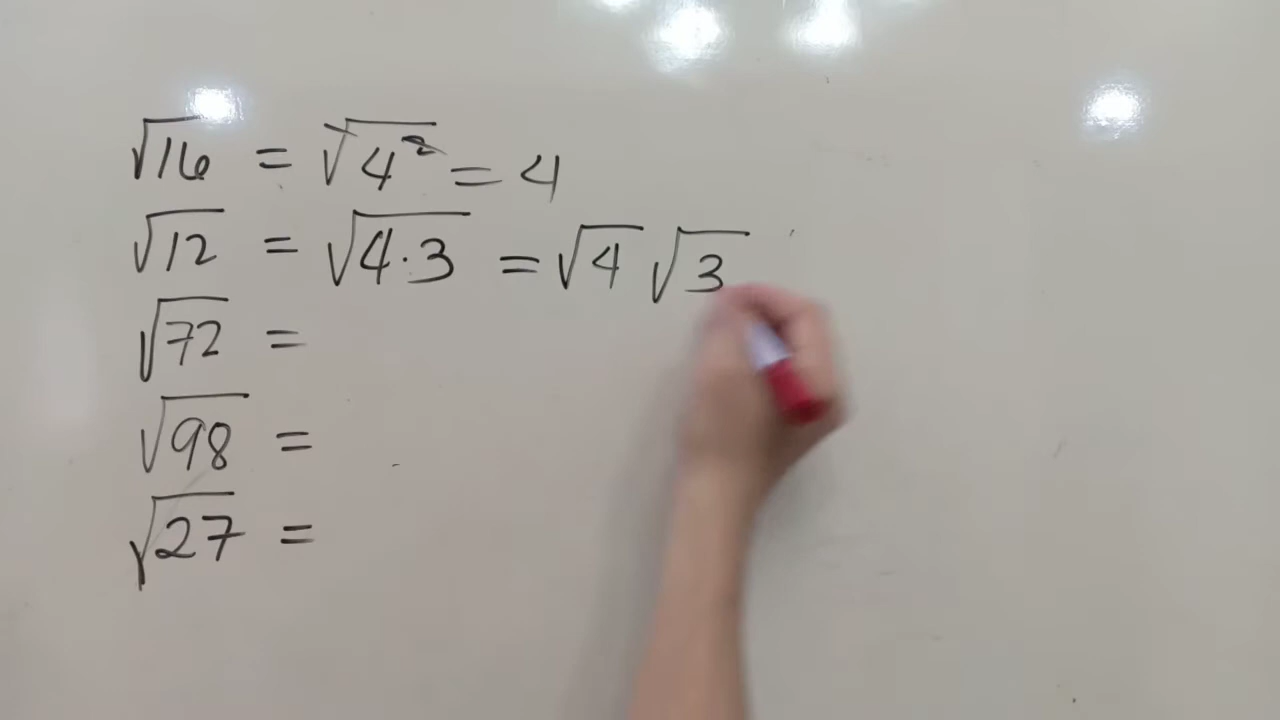 √16 = √4² = 4
√12 = √4·3 = √4 √3
√72 =
√98 =
√27 =